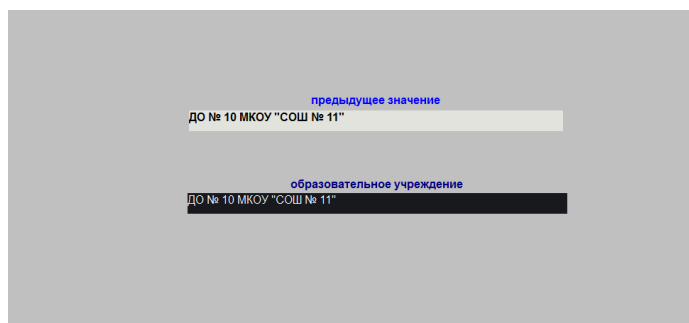 предыдущее значение
ДО № 10 МКОУ "СОШ № 11"
образовательное учреждение
ДО № 10 МКОУ "СОШ № 11"